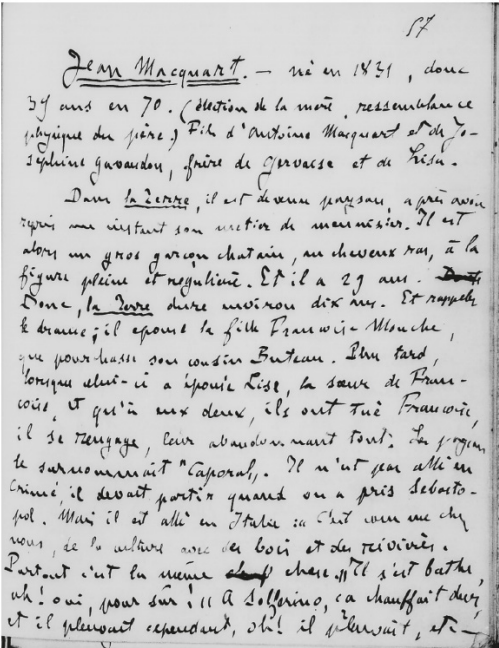 57
Jean Macquart. — né en 1831, donc
39 ans en 70. (élection de la mère, ressemblance
physique du père) Fils d'Antoine Macquart et de Jo-
séphine Gavaudan, frère de Gervaise et de Lisa.
Dans la Terre, il est devenu paysan, après avoir
repris un instant son métier de menuisier. Il est
alors un gros garçon chatain, aux cheveux ras, à la
figure pleine et régulière. Et il a 29 ans.
Donc, la Terre dure environ dix ans. Et rappeler
le drame; il épouse la fille Françoise Mouche,
que pourchasse son cousin Buteau. Plus tard,
lorsque celui-ci a épousé Lise, la sœur de Fran-
çoise, et qu'à eux deux, ils ont tué Françoise,
il se rengage, leur abandonnant tout. Les paysans
le surnommait "Caporal,. Il n'est pas allé en
Crimée, il devait partir quand on a pris Sébasto-
pol. Mais il est allé en Italie : "C'est comme chez
nous, de la culture avec des bois et des rivières.
Partout c'est la même chose.,, Il s'est battu,
oh! oui, pour sûr! "A Solférino, ça chauffait dur,
et il pleuvait cependant, oh! il pleuvait, etc —